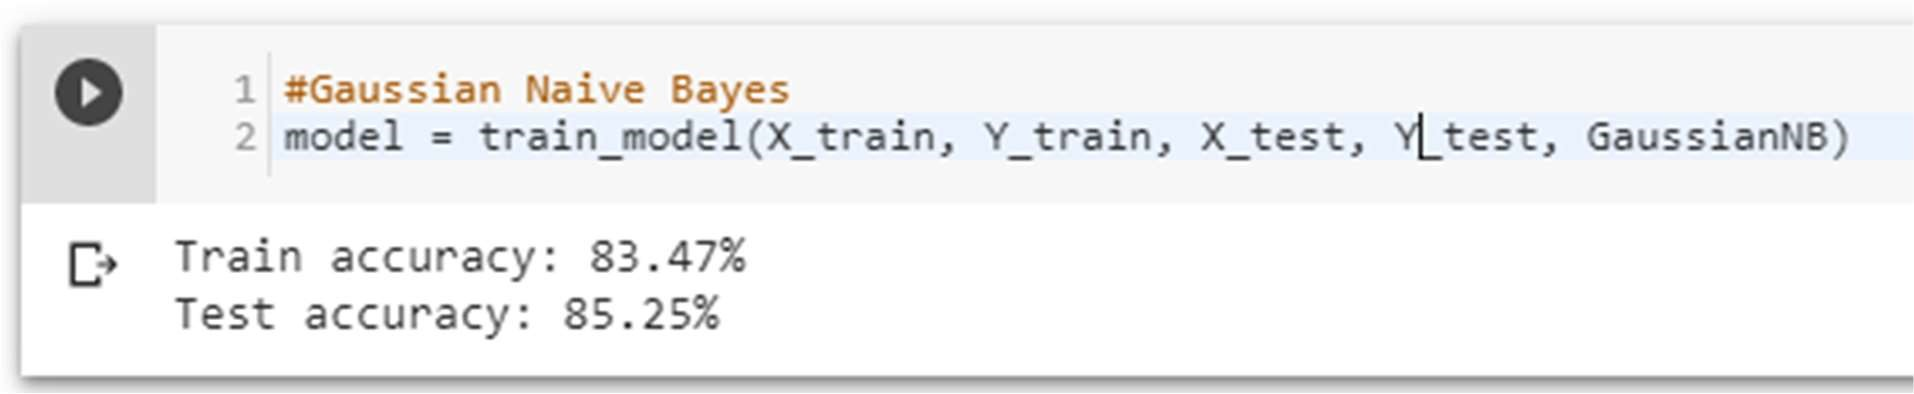 1 #Gaussian Naive Bayes
2 model = train_model(X_train, Y_train, X_test, Y_test, GaussianNB)
Train accuracy: 83.47%
Test accuracy: 85.25%